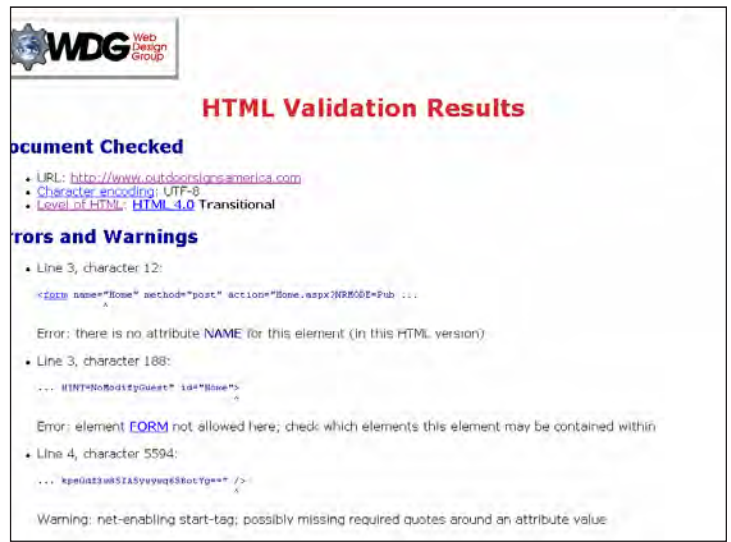 WDG Web
Design
Group
HTML Validation Results
ocument Checked
• URL: http://www.outdoorsignsamerica.com
• Character encoding: UTF-8
• Level of HTML: HTML 4.0 Transitional
rrors and Warnings
• Line 3, character 12:
<form name="Home" method="post" action="Home.aspx?NRMODE=Pub ...
^
Error: there is no attribute NAME for this element (in this HTML version)
• Line 3, character 188:
... HINT=NoModifyGuest" id="Home">
^
Error: element FORM not allowed here; check which elements this element may be contained within
• Line 4, character 5594:
... />
^
Warning: net-enabling start-tag; possibly missing required quotes around an attribute value